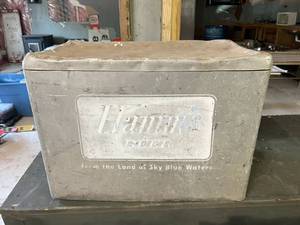 Hamm's
BEER
from the Land of Sky Blue Waters